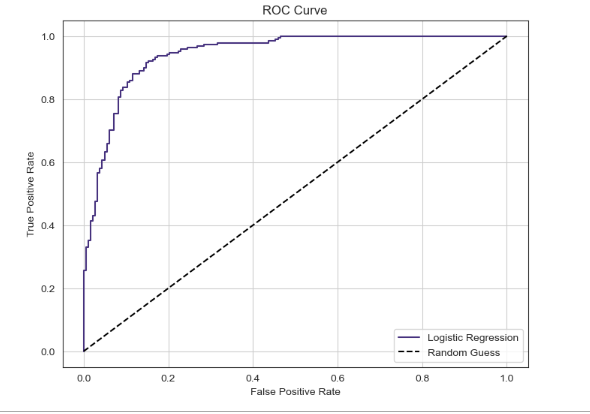 ROC Curve
1.0
0.8
0.6
0.4
0.2
0.0
True Positive Rate
0.0 0.2 0.4 0.6 0.8 1.0
False Positive Rate
Logistic Regression
Random Guess